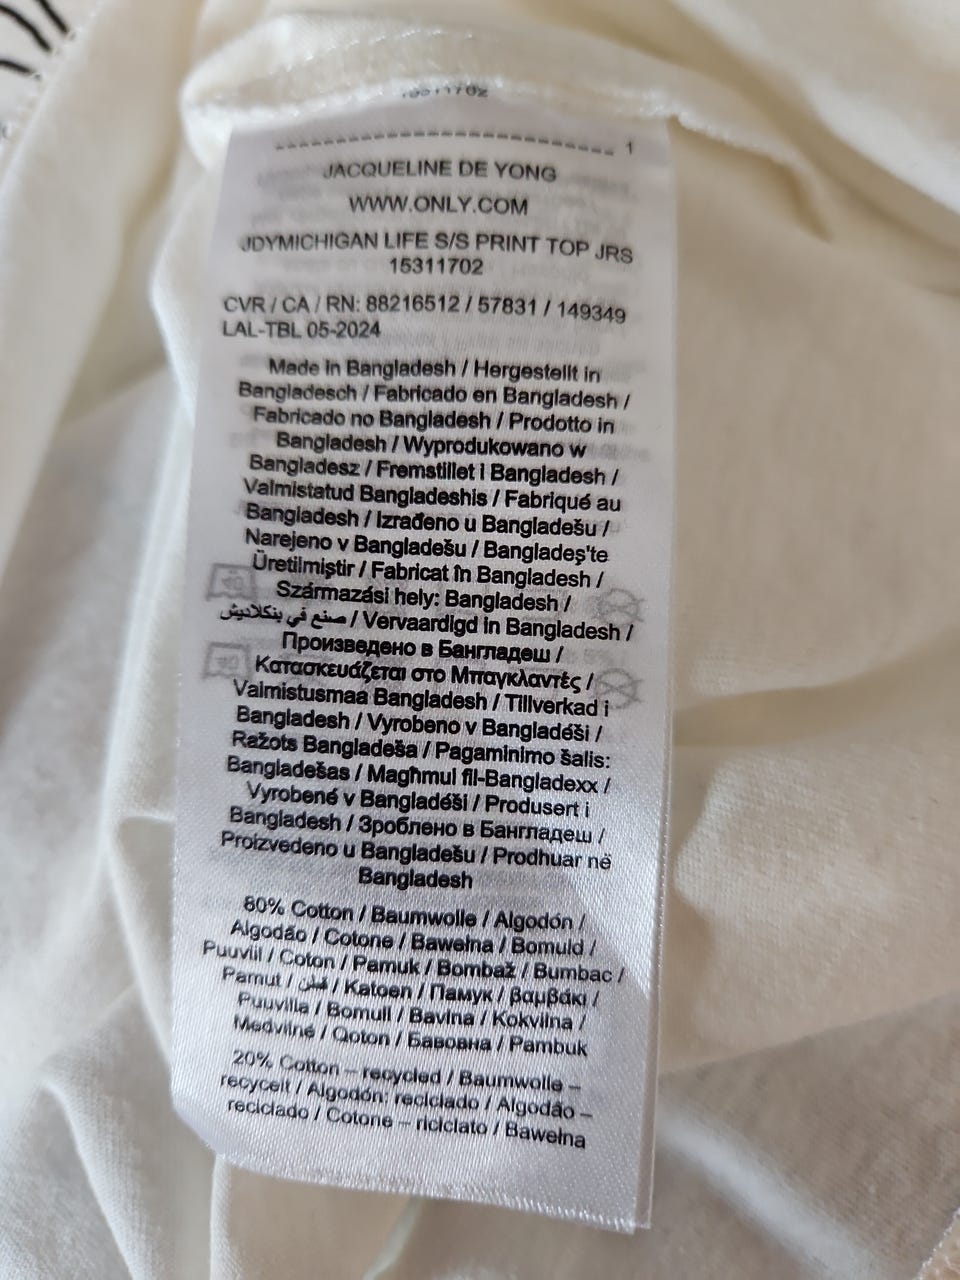 15311702
1
JACQUELINE DE YONG
WWW.ONLY.COM
JDYMICHIGAN LIFE S/S PRINT TOP JRS
15311702
CVR / CA / RN: 88216512 / 57831 / 149349
LAL-TBL 05-2024
Made in Bangladesh / Hergestellt in
Bangladesch / Fabricado en Bangladesh /
Fabricado no Bangladesh / Prodotto in
Bangladesh / Wyprodukowano w
Bangladesz / Fremstillet i Bangladesh /
Valmistatud Bangladeshis / Fabriqué au
Bangladesh / Izrađeno u Bangladešu /
Narejeno v Bangladešu / Bangladeş'te
Üretilmiştir / Fabricat în Bangladesh /
Származási hely: Bangladesh /
صنع في بنكلاديش / Vervaardigd in Bangladesh /
Произведено в Бангладеш /
Κατασκευάζεται στο Μπαγκλαντές /
Valmistusmaa Bangladesh / Tillverkad i
Bangladesh / Vyrobeno v Bangladéši /
Ražots Bangladeša / Pagaminimo šalis:
Bangladešas / Magħmul fil-Bangladexx /
Vyrobené v Bangladéši / Produsert i
Bangladesh / Зроблено в Бангладеш /
Proizvedeno u Bangladešu / Prodhuar në
Bangladesh
80% Cotton / Baumwolle / Algodón /
Algodão / Cotone / Bawełna / Bomuld /
Puuvill / Coton / Pamuk / Bombaž / Bumbac /
Pamut / قطن / Katoen / Памук / βαμβάκι /
Puuvilla / Bomull / Bavlna / Kokvilna /
Medvilnė / Qoton / Бавовна / Pambuk
20% Cotton – recycled / Baumwolle –
recycelt / Algodón: reciclado / Algodão –
reciclado / Cotone – riciclato / Bawełna